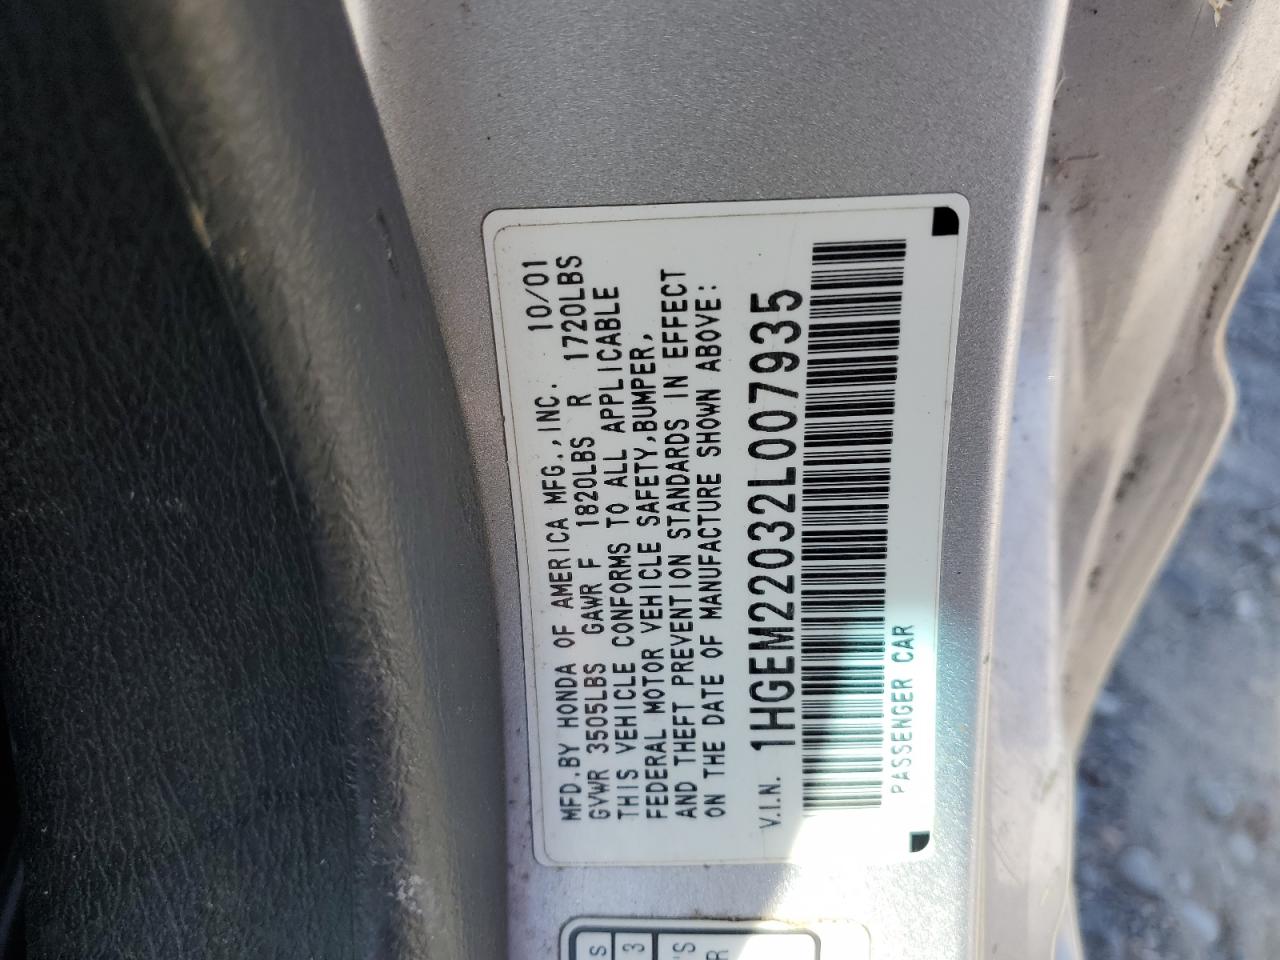 MFD.BY HONDA OF AMERICA MFG.,INC. 10/01
GVWR 3505LBS GAWR F 1820LBS R 1720LBS
THIS VEHICLE CONFORMS TO ALL APPLICABLE
FEDERAL MOTOR VEHICLE SAFETY,BUMPER,
AND THEFT PREVENTION STANDARDS IN EFFECT
ON THE DATE OF MANUFACTURE SHOWN ABOVE:
V.I.N. 1HGEM22032L007935
PASSENGER CAR